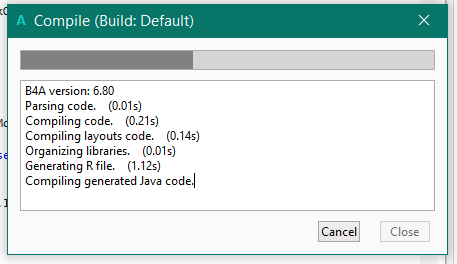 A Compile (Build: Default)
B4A version: 6.80
Parsing code. (0.01s)
Compiling code. (0.21s)
Compiling layouts code. (0.14s)
Organizing libraries. (0.01s)
Generating R file. (1.12s)
Compiling generated Java code.
Cancel Close